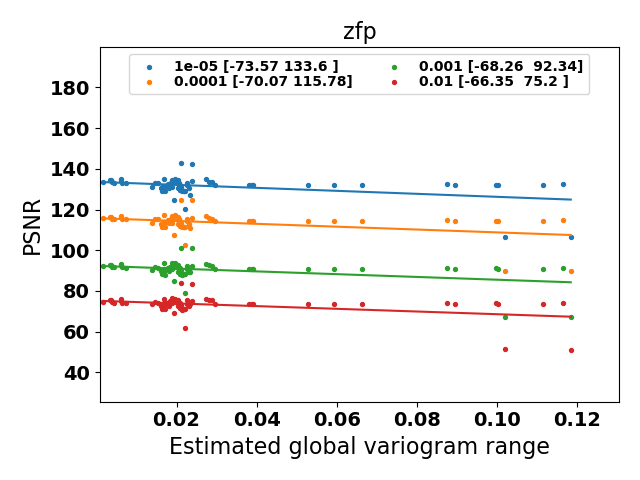 zfp
1e-05 [-73.57 133.6 ]
0.0001 [-70.07 115.78]
0.001 [-68.26  92.34]
0.01 [-66.35  75.2 ]
PSNR
180
160
140
120
100
80
60
40
0.02 0.04 0.06 0.08 0.10 0.12
Estimated global variogram range